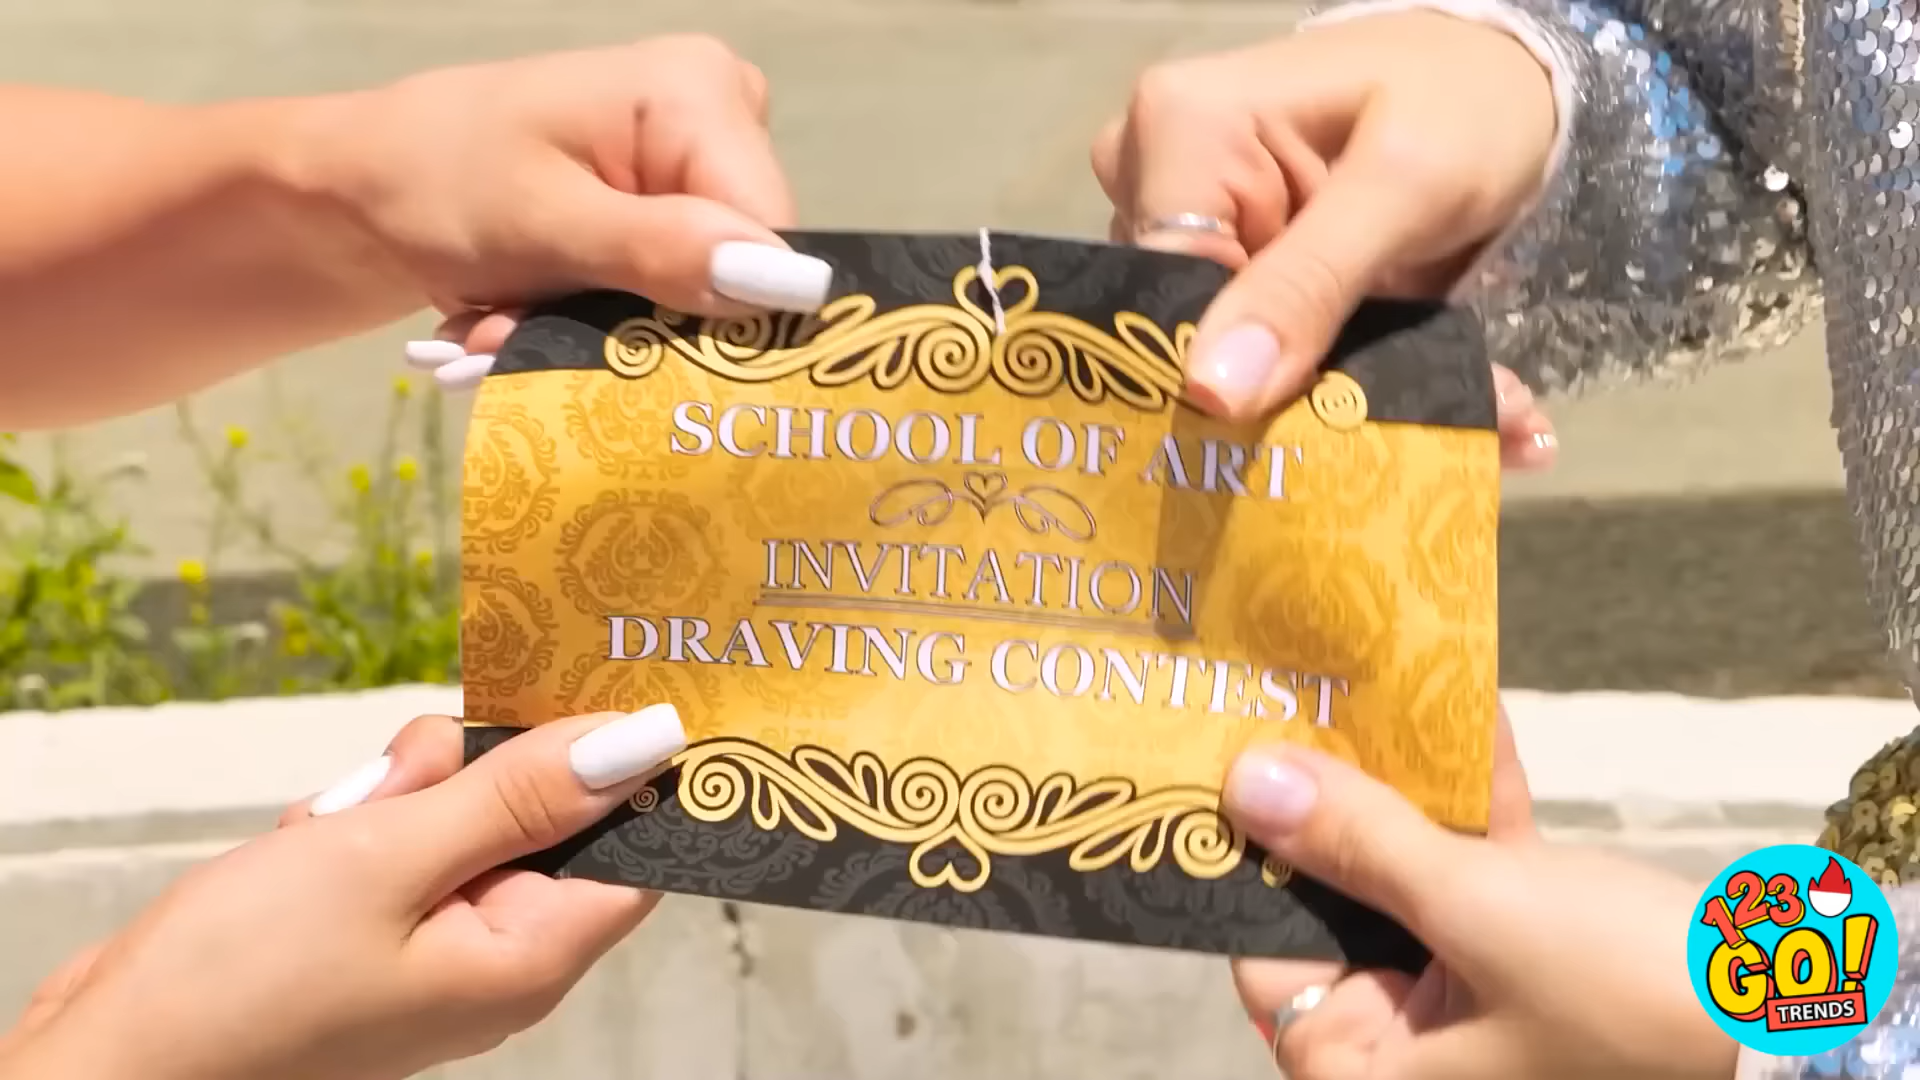 SCHOOL OF ART
INVITATION
DRAVING CONTEST
123
GO!
TRENDS